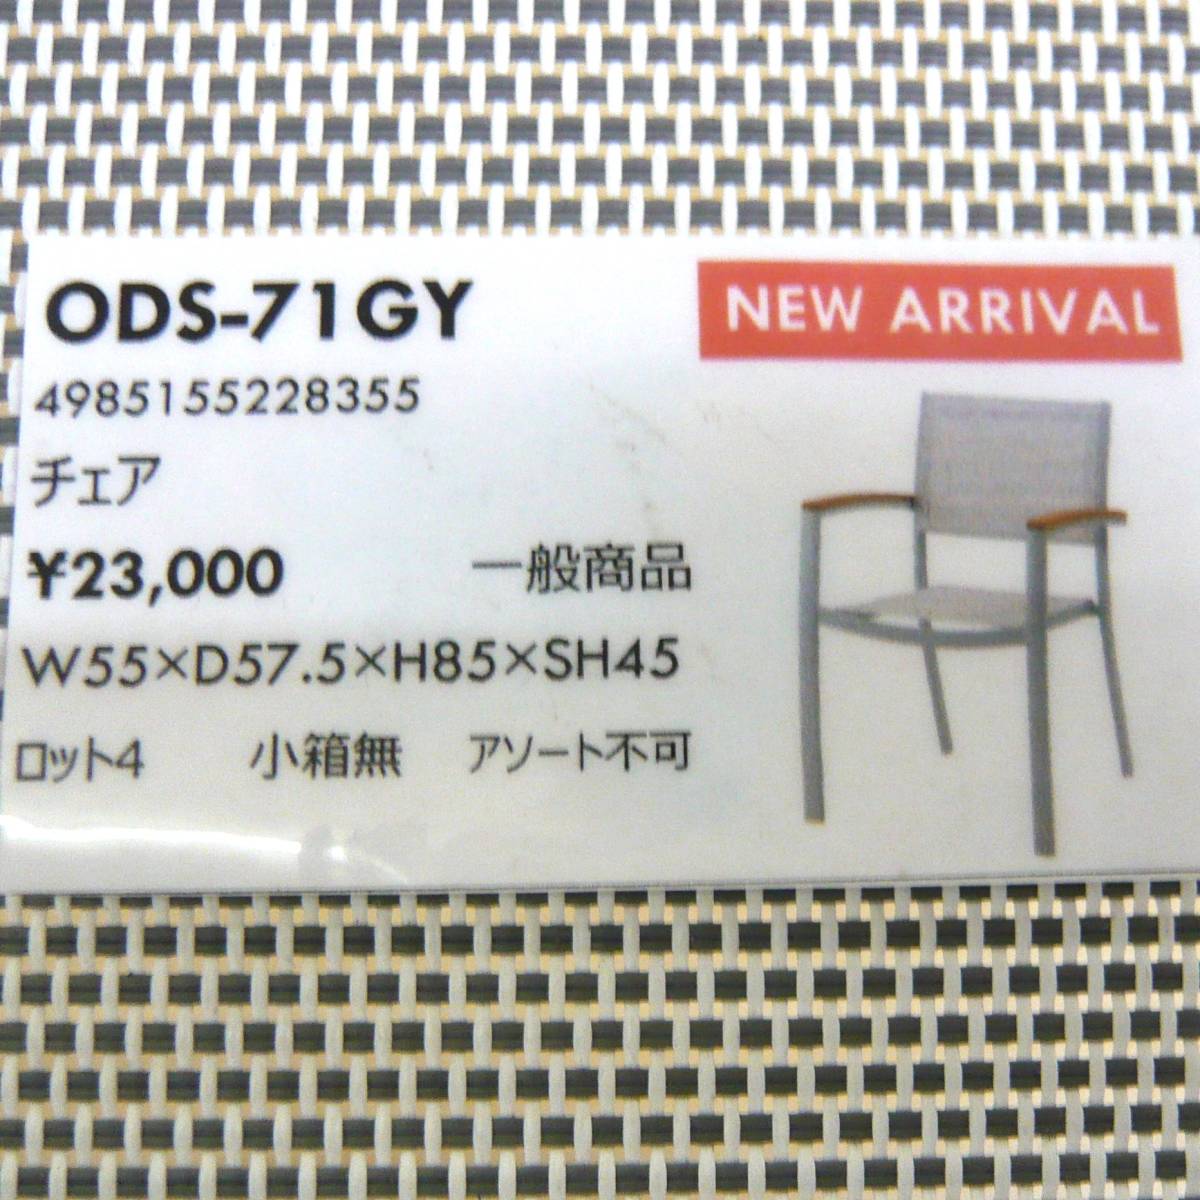 ODS-71GY
NEW ARRIVAL
4985155228355
チェア
¥23,000 一般商品
W55×D57.5×H85×SH45
ロット4 小箱無 アソート不可